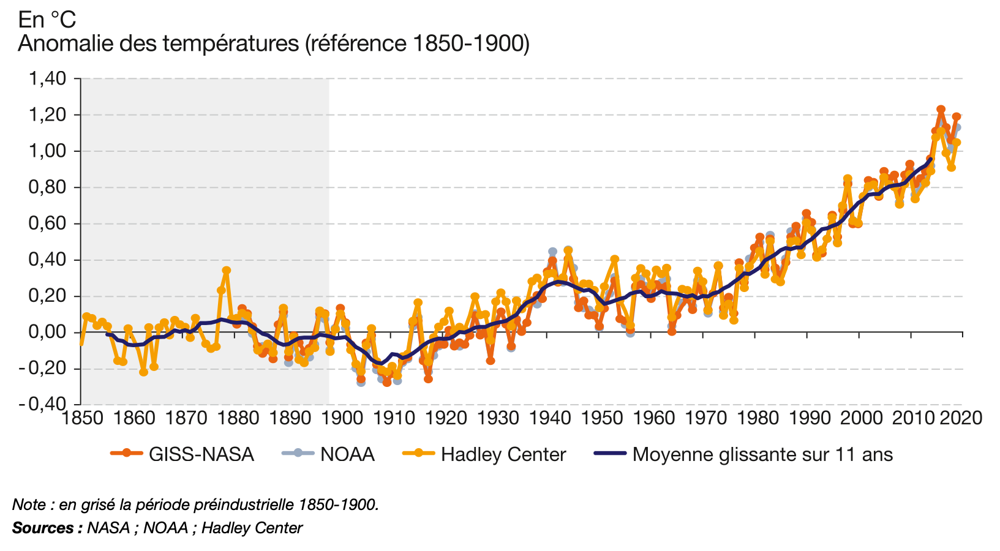 En °C
Anomalie des températures (référence 1850-1900)
1,40
1,20
1,00
0,80
0,60
0,40
0,20
0,00
-0,20
-0,40
1850 1860 1870 1880 1890 1900 1910 1920 1930 1940 1950 1960 1970 1980 1990 2000 2010 2020
GISS-NASA NOAA Hadley Center Moyenne glissante sur 11 ans
Note : en grisé la période préindustrielle 1850-1900.
Sources : NASA ; NOAA ; Hadley Center